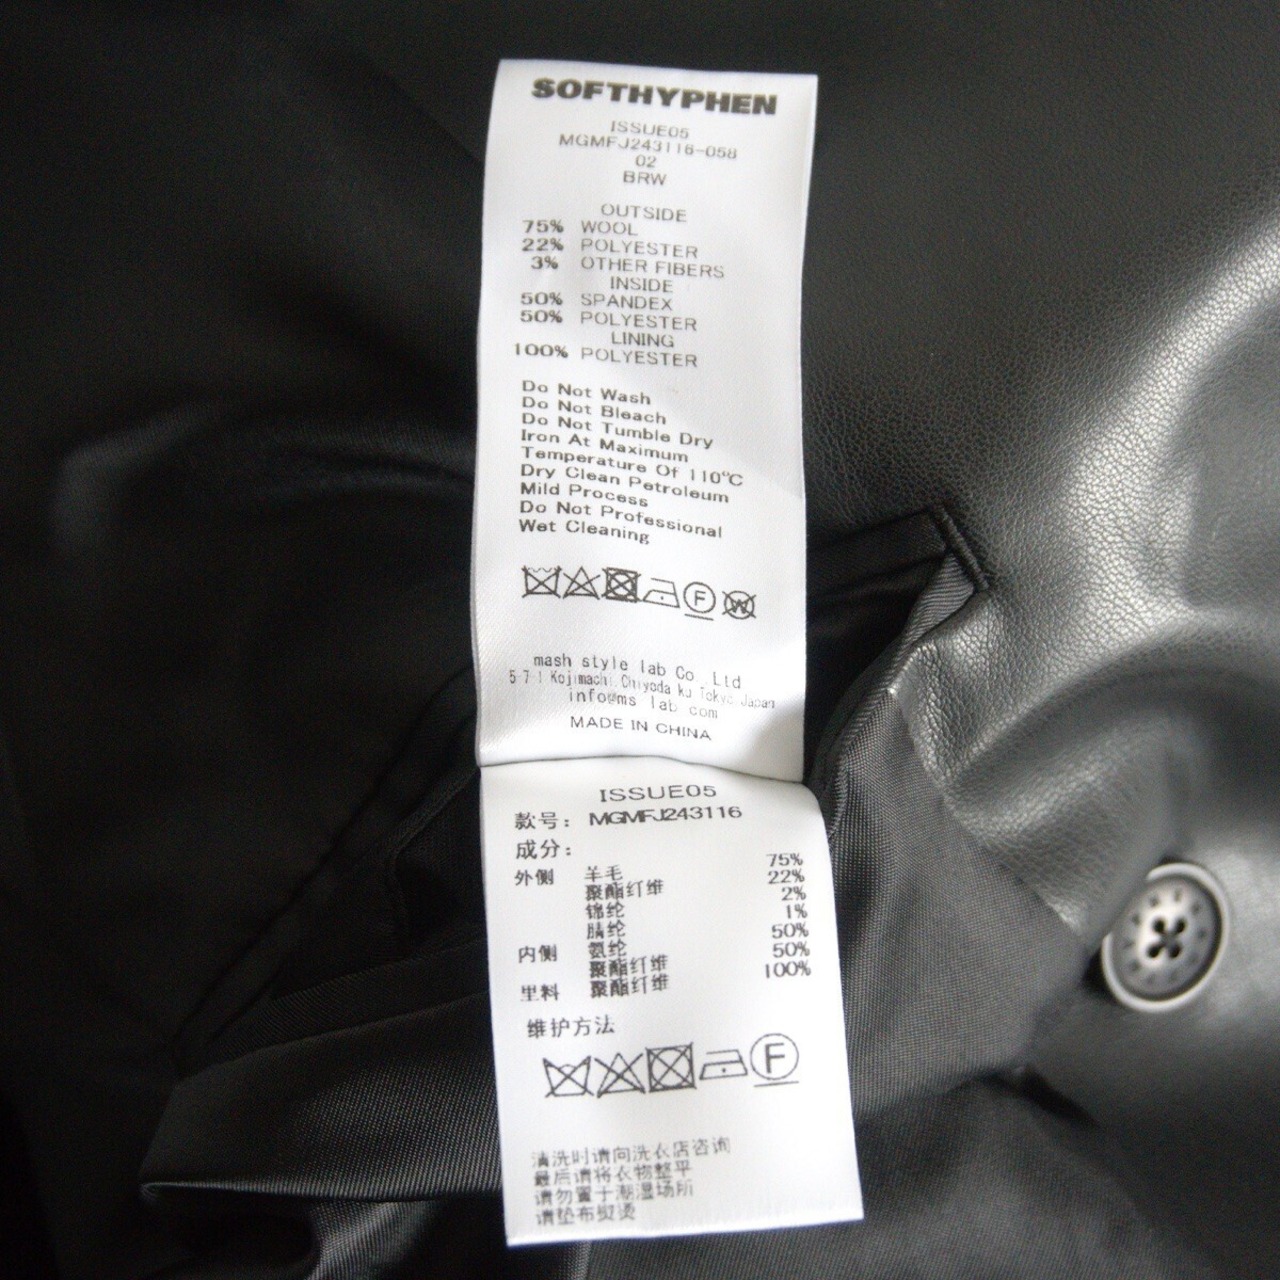 SOFTHYPHEN
ISSUE05
MGMFJ243116-058
02
BRW
OUTSIDE
75% WOOL
22% POLYESTER
3% OTHER FIBERS
INSIDE
50% SPANDEX
50% POLYESTER
LINING
100% POLYESTER
Do Not Wash
Do Not Bleach
Do Not Tumble Dry
Iron At Maximum
Temperature Of 110℃
Dry Clean Petroleum
Mild Process
Do Not Professional
Wet Cleaning
F W
mash style lab Co.,Ltd
5-7-1 Kojimachi,Chiyoda-ku Tokyo,Japan
info@ms-lab.com
MADE IN CHINA
ISSUE05
款号: MGMFJ243116
成分:
外侧 羊毛 75%
聚酯纤维 22%
锦纶 2%
腈纶 1%
内侧 氨纶 50%
聚酯纤维 50%
里料 聚酯纤维 100%
维护方法
F
清洗时请向洗衣店咨询
最后请将衣物整平
请勿置于潮湿场所
请垫布熨烫